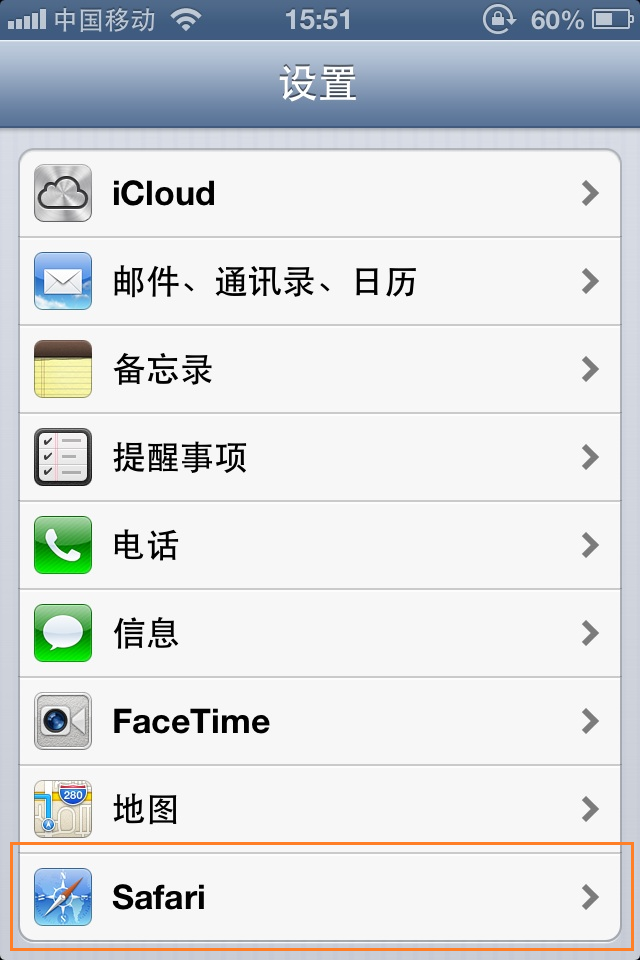 中国移动 15:51 60%
设置
iCloud
邮件、通讯录、日历
备忘录
提醒事项
电话
信息
FaceTime
280
地图
N
Safari